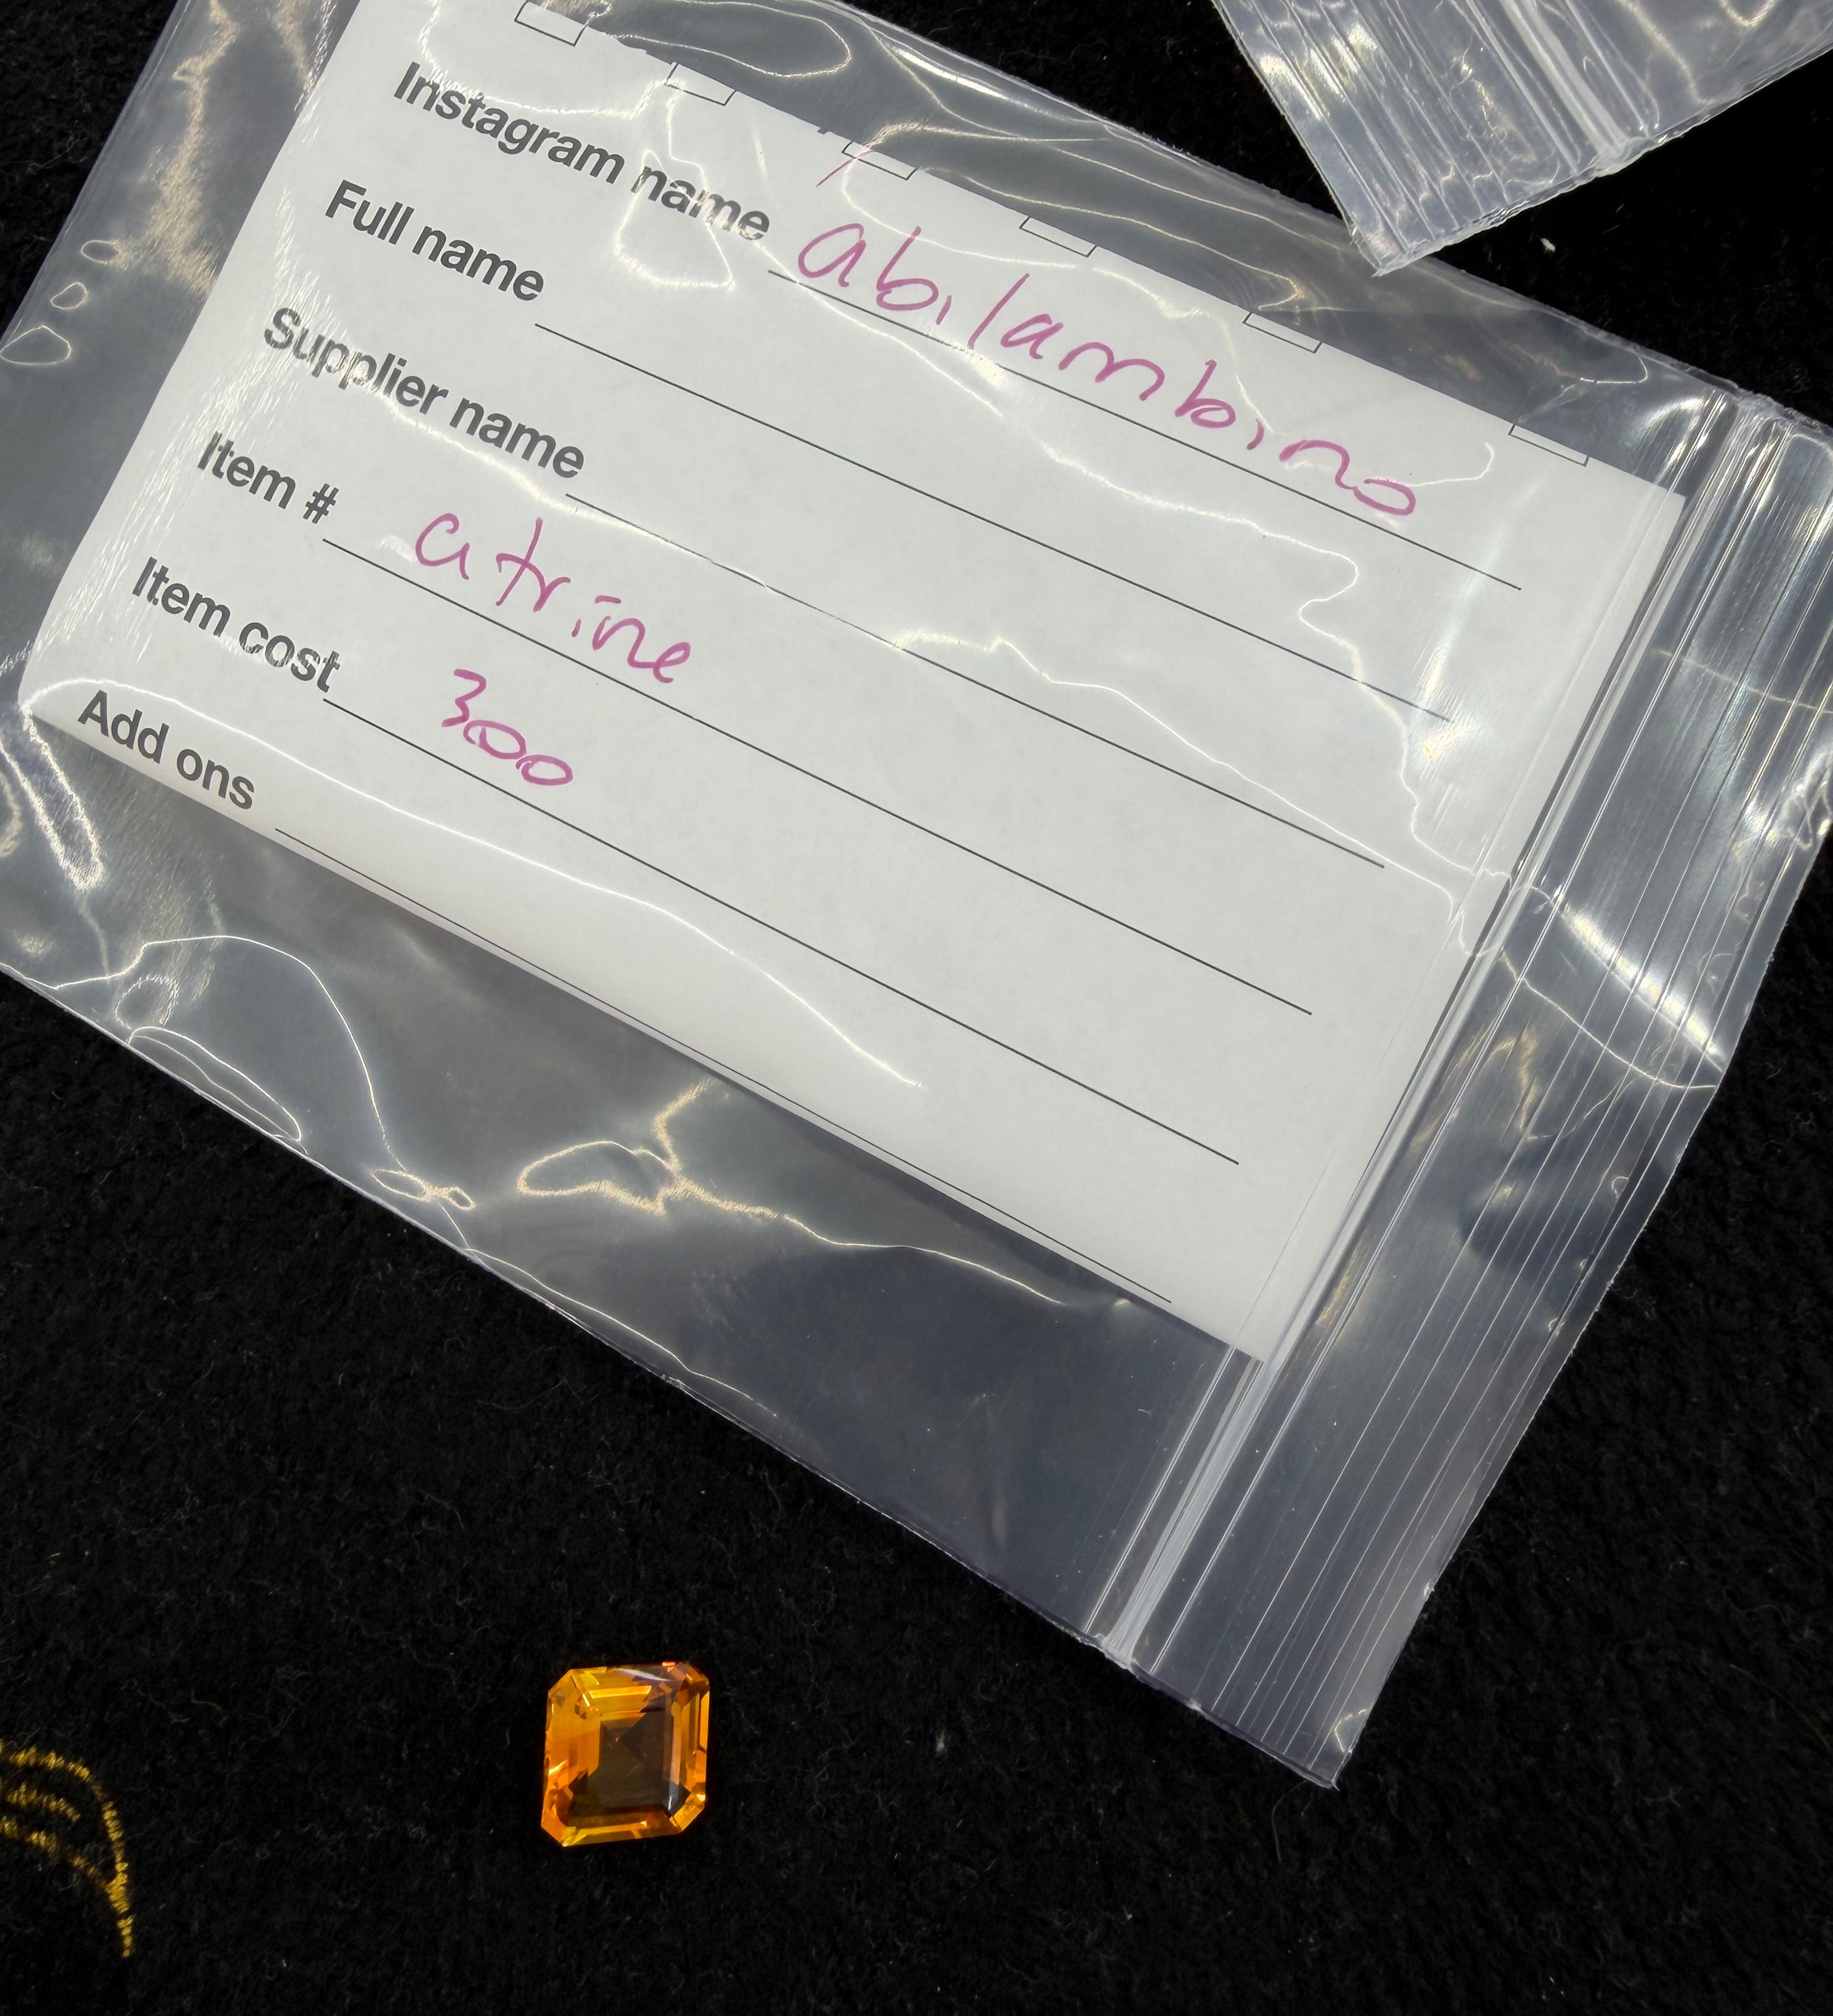 Instagram name abilambino
Full name
Supplier name
Item # citrine
Item cost 300
Add ons